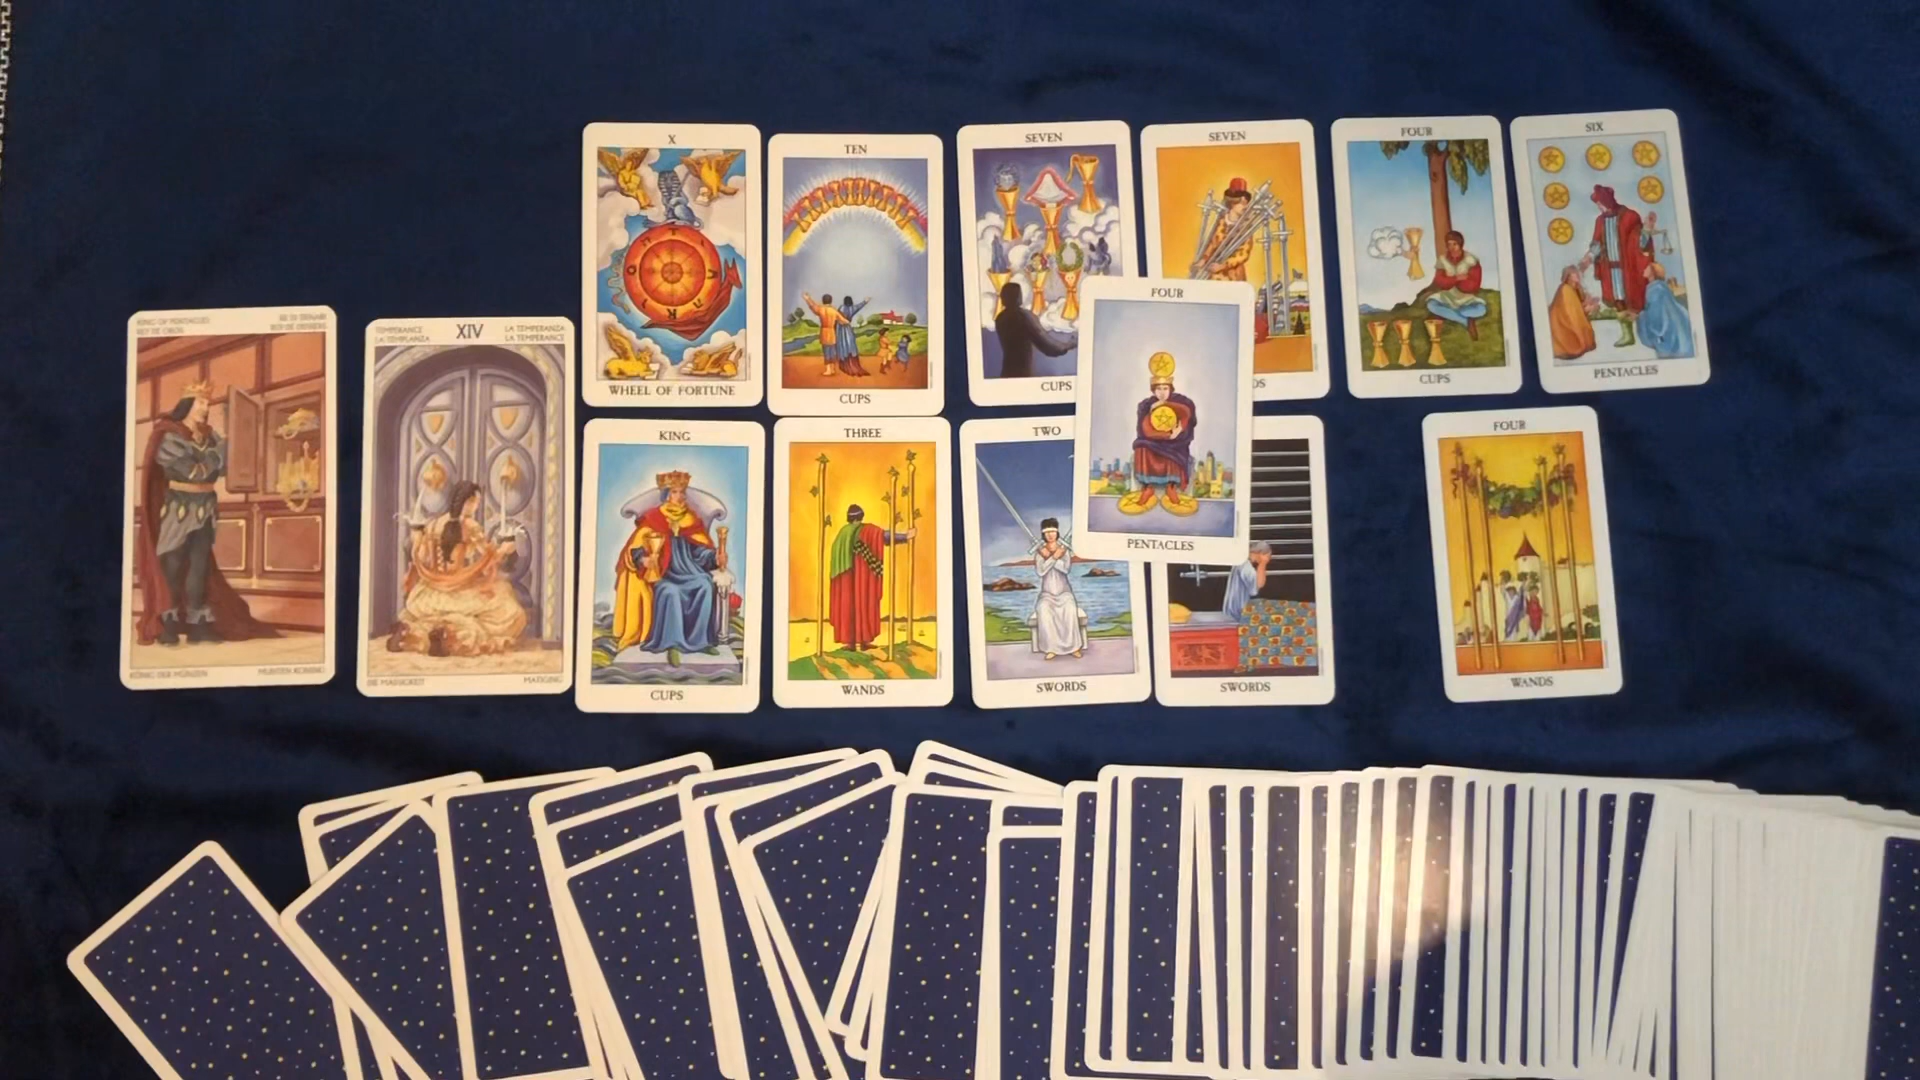 KING OF PENTACLES
REY DE OROS
RE DI DENARI
ROI DE DENIERS
KÖNIG DER MÜNZEN
MUNTEN KONING
TEMPERANCE
LA TEMPLANZA
XIV
LA TEMPERANZA
LA TEMPERANCE
DIE MÄSSIGKEIT
MATIGING
X
WHEEL OF FORTUNE
TEN
CUPS
SEVEN
CUPS
SEVEN
FOUR
CUPS
SIX
PENTACLES
KING
CUPS
THREE
WANDS
TWO
SWORDS
FOUR
PENTACLES
SWORDS
FOUR
WANDS